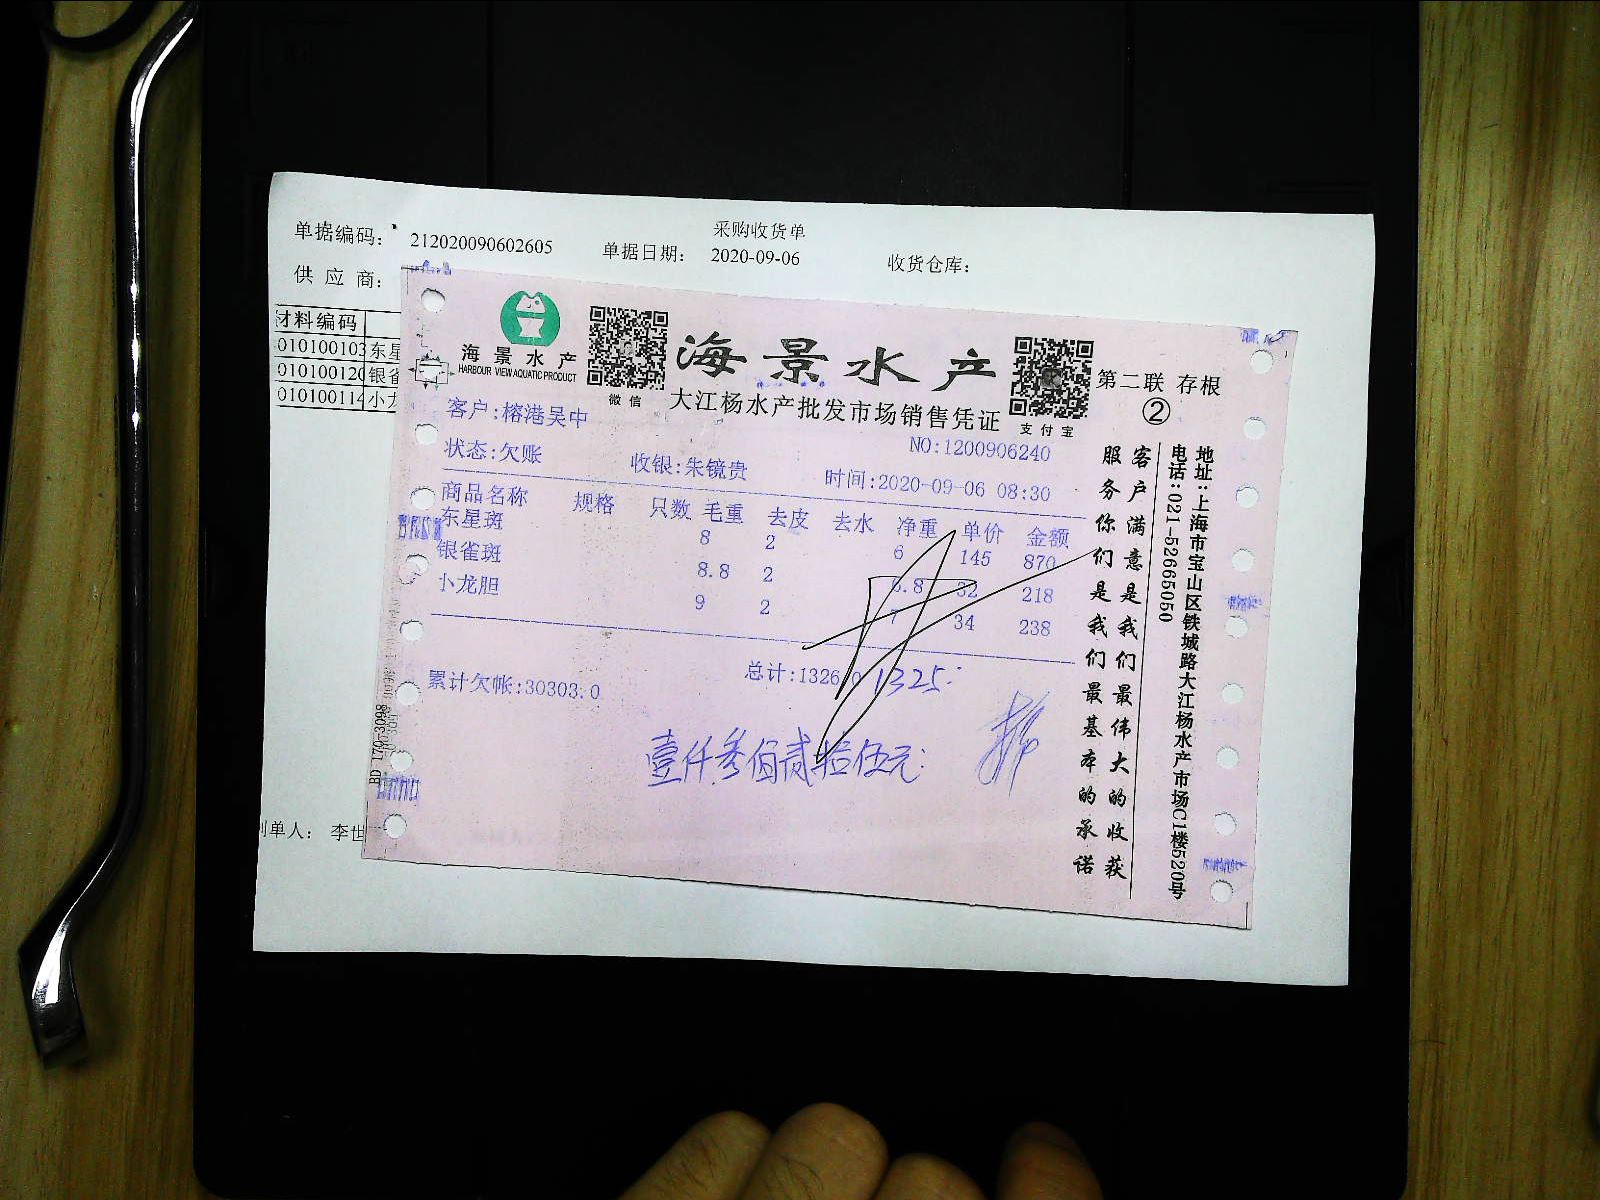 采购收货单
单据编码： 212020090602605 单据日期： 2020-09-06 收货仓库：
供 应 商：
材料编码
010100103 东星
010100120 银雀
010100114 小龙
海 景 水 产
HARBOUR VIEW AQUATIC PRODUCT
微 信
海景水产
大江杨水产批发市场销售凭证
支 付 宝
第二联 存根
②
客户:榕港吴中
NO:1200906240
状态:欠账 收银:朱镜贵 时间:2020-09-06 08:30
商品名称 规格 只数 毛重 去皮 去水 净重 单价 金额
东星斑 8 2 6 145 870
银雀斑 8.8 2 6.8 32 218
小龙胆 9 2 7 34 238
累计欠帐:30303.0 总计:1326.0 1325.
壹仟叁佰贰拾伍元
客户满意是我们最伟大的收获
服务你们是我们最基本的承诺
地址:上海市宝山区铁城路大江杨水产市场C1楼520号
电话:021-52665050
制单人： 李世